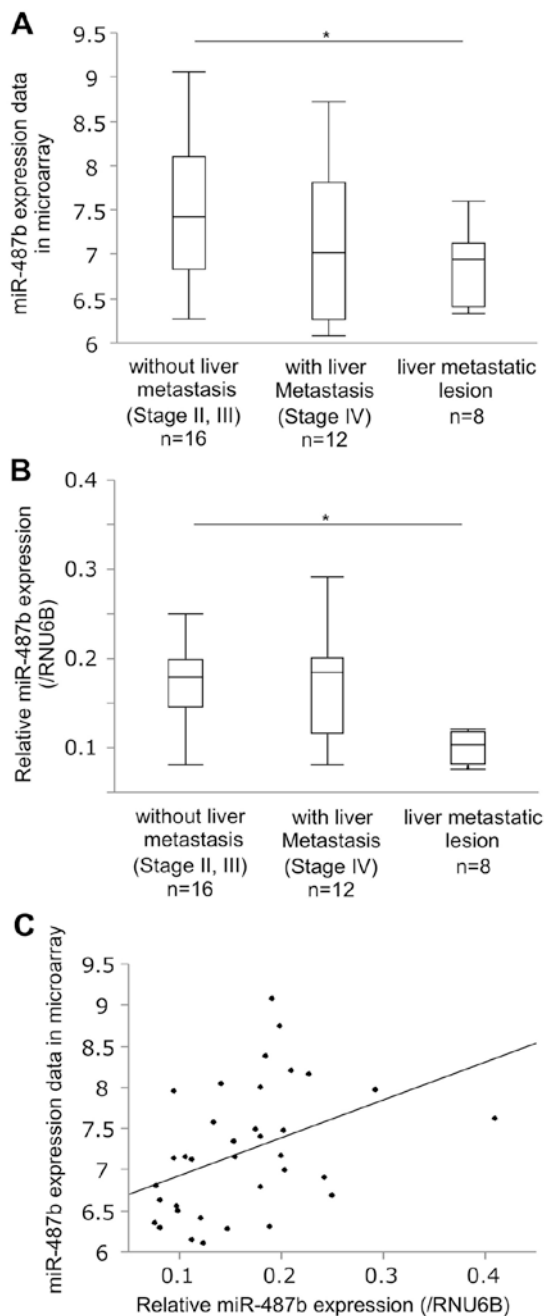 A
miR-487b expression data
in microarray
9.5
9
8.5
8
7.5
7
6.5
6
*
without liver
metastasis
(Stage II, III)
n=16
with liver
Metastasis
(Stage IV)
n=12
liver metastatic
lesion
n=8
B
Relative miR-487b expression
(/RNU6B)
0.4
0.3
0.2
0.1
*
without liver
metastasis
(Stage II, III)
n=16
with liver
Metastasis
(Stage IV)
n=12
liver metastatic
lesion
n=8
C
miR-487b expression data in microarray
9.5
9
8.5
8
7.5
7
6.5
6
0.1 0.2 0.3 0.4
Relative miR-487b expression (/RNU6B)